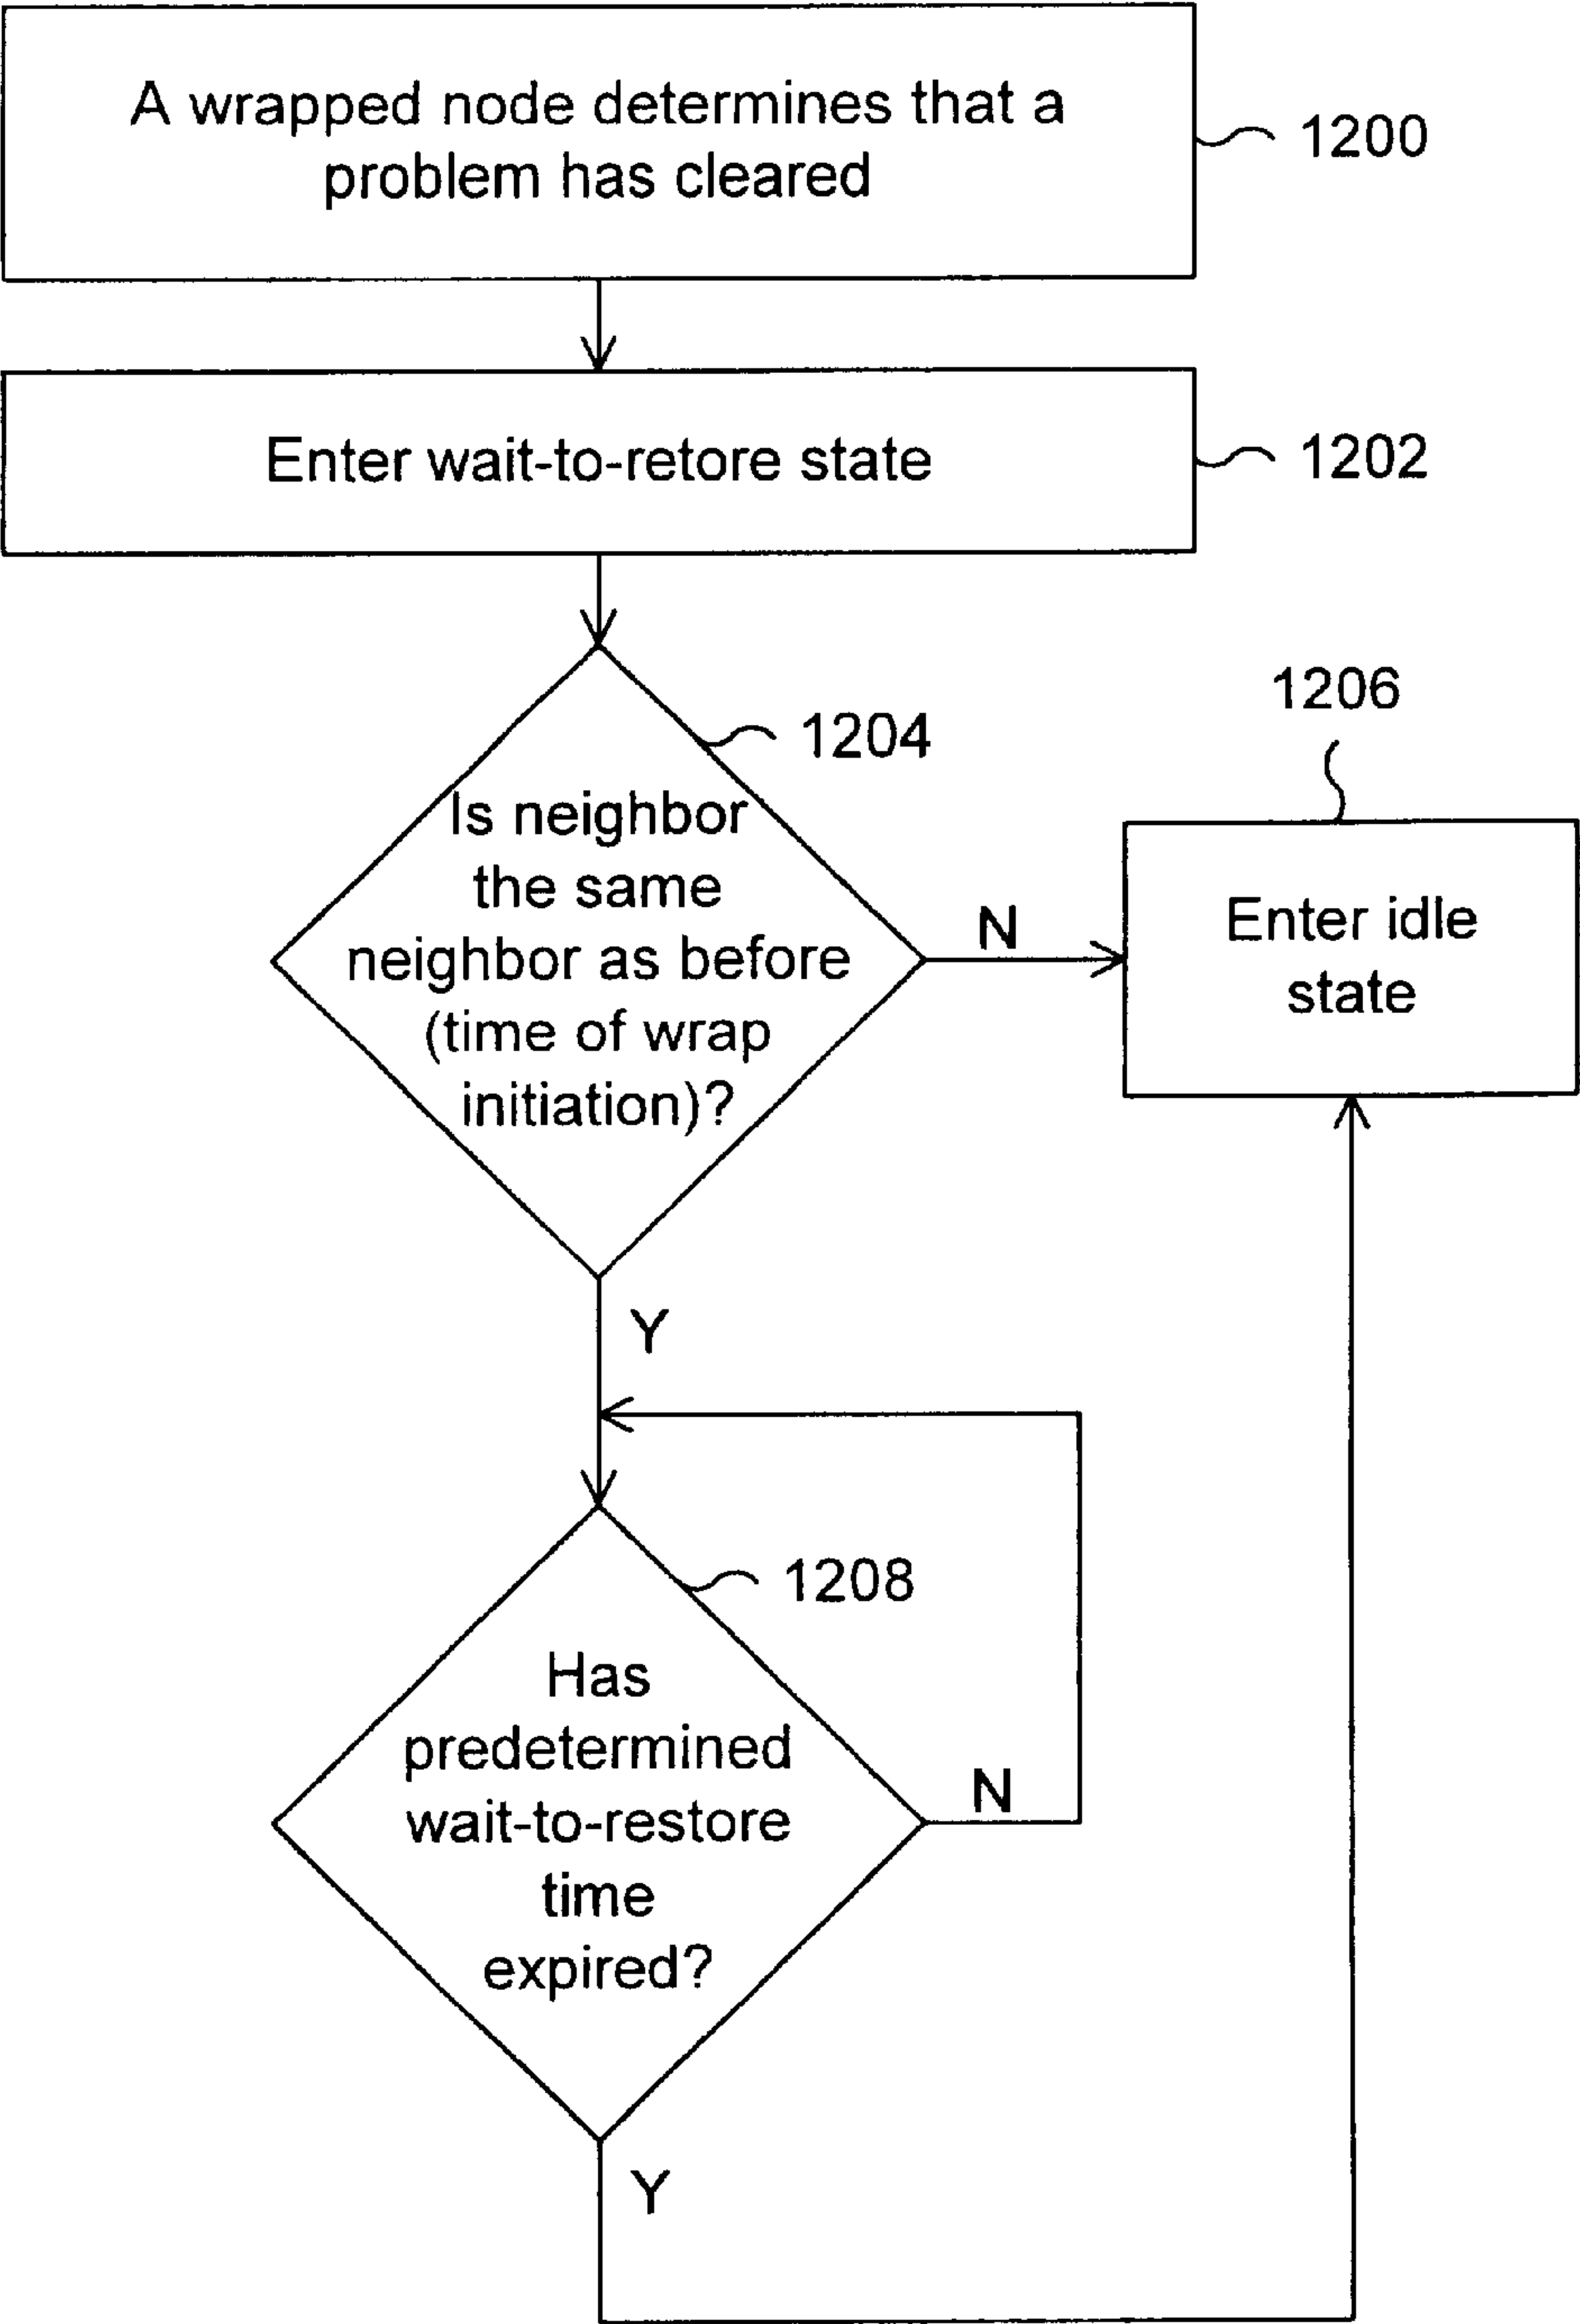 A wrapped node determines that a
problem has cleared
1200
Enter wait-to-retore state
1202
1204
Is neighbor
the same
neighbor as before
(time of wrap
initiation)?
N
1206
Enter idle
state
Y
1208
Has
predetermined
wait-to-restore
time
expired?
N
Y